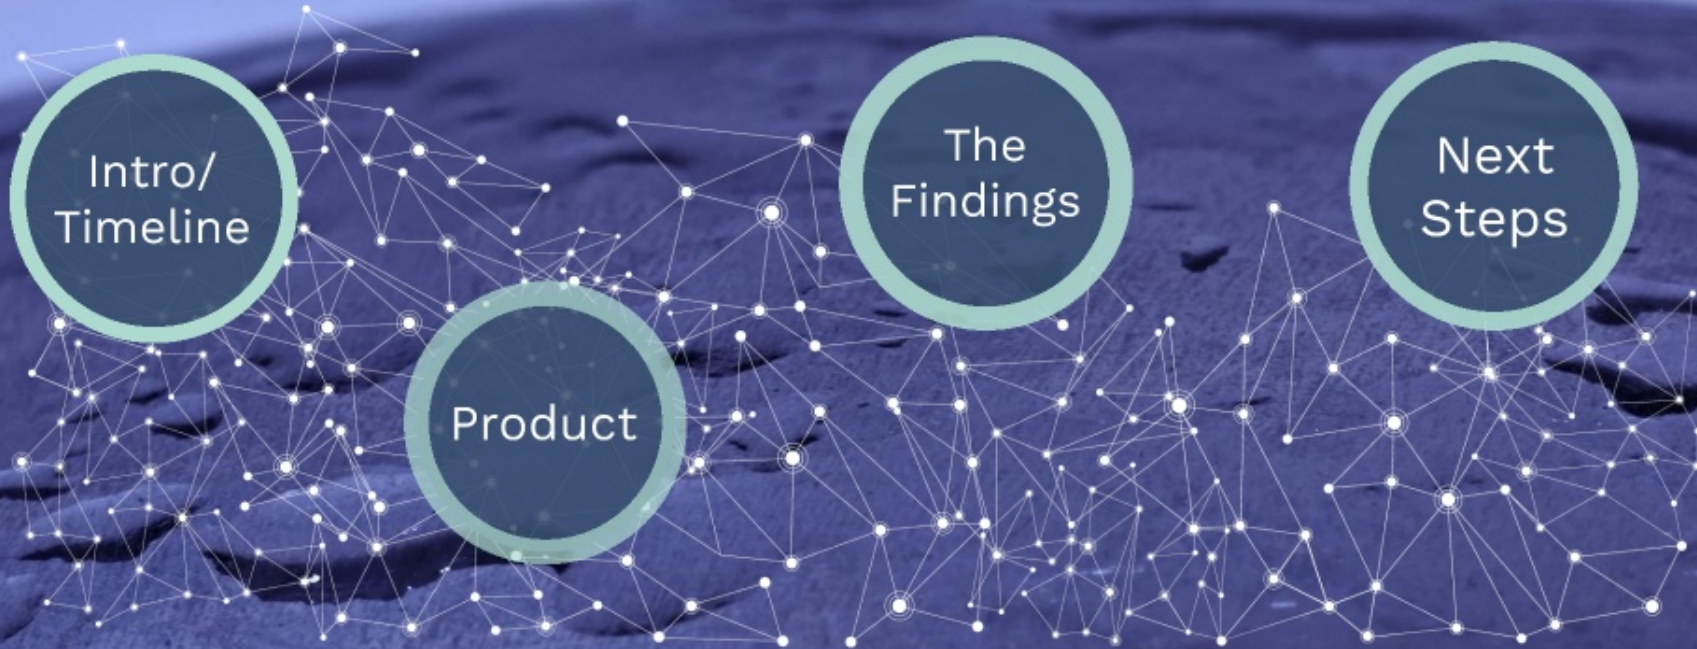 Intro/
Timeline
Product
The
Findings
Next
Steps